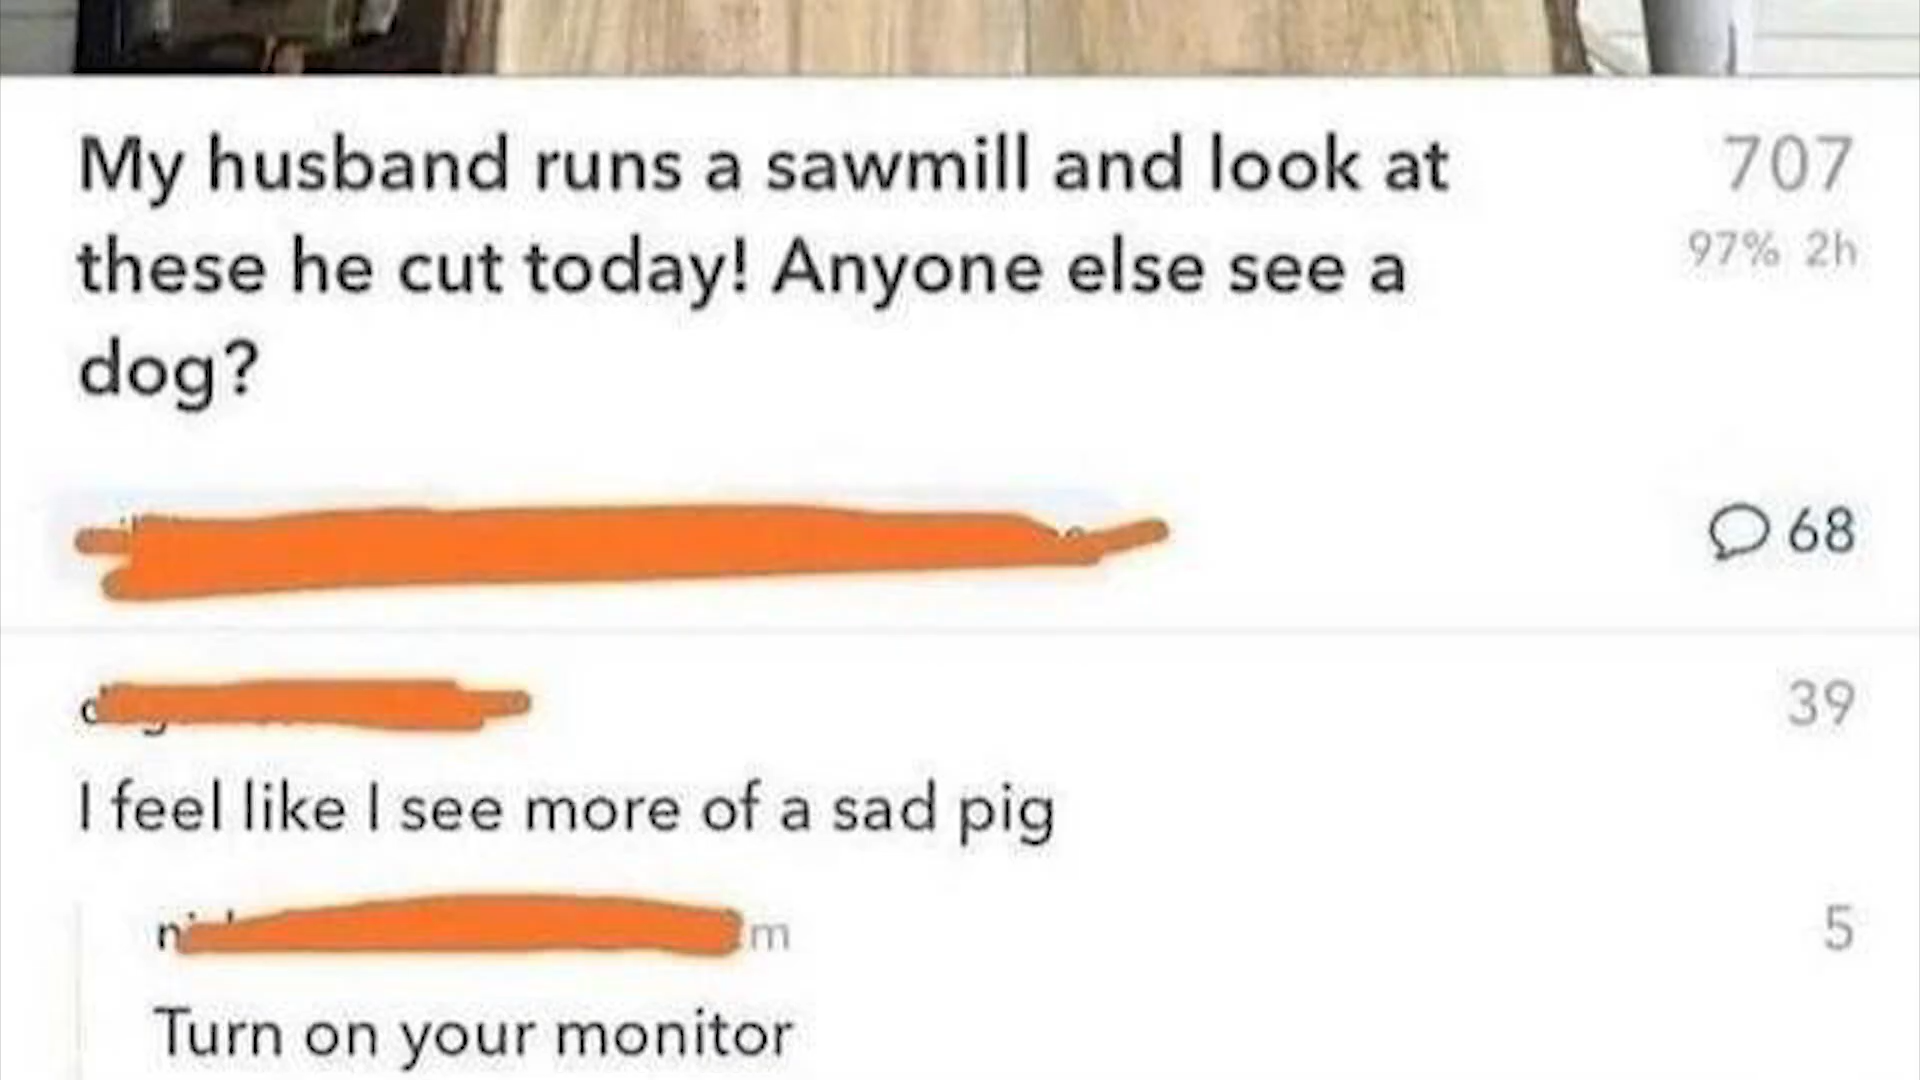 My husband runs a sawmill and look at
707
these he cut today! Anyone else see a
97% 2h
dog?
68
39
I feel like I see more of a sad pig
m
5
Turn on your monitor